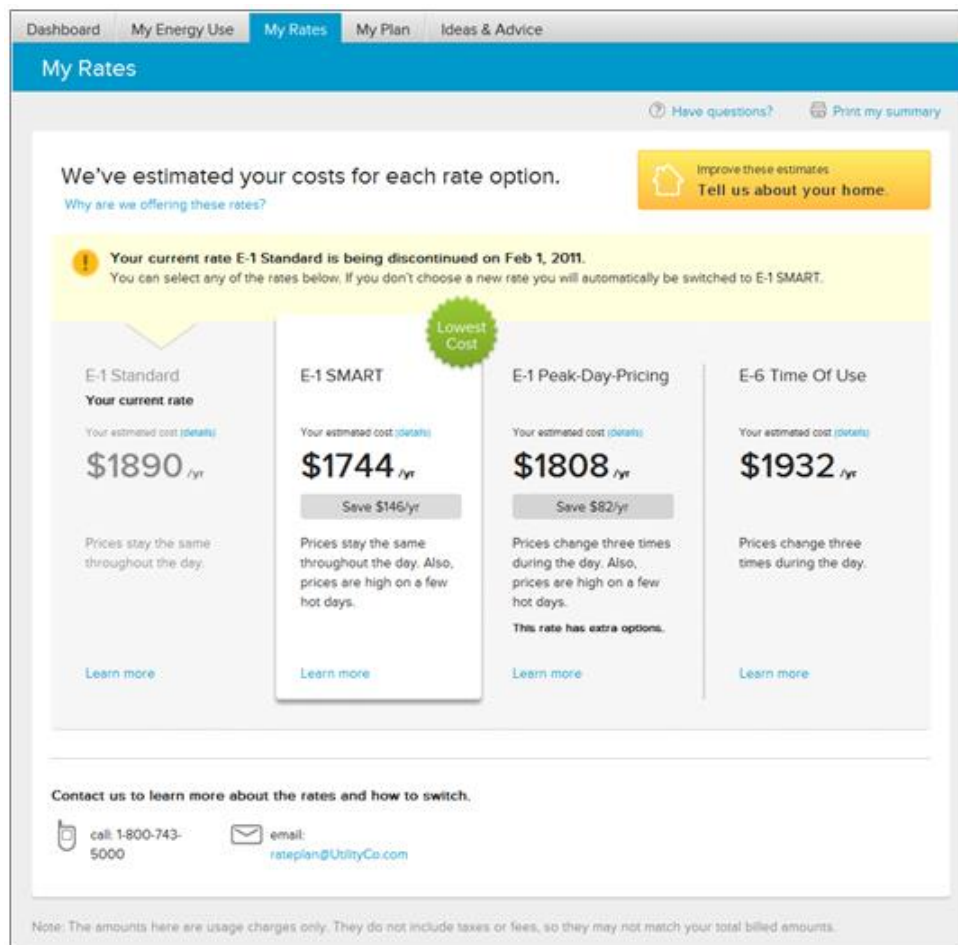 Dashboard My Energy Use My Rates My Plan Ideas & Advice
My Rates
Have questions? Print my summary
We've estimated your costs for each rate option.
Why are we offering these rates?
Improve these estimates
Tell us about your home.
! Your current rate E-1 Standard is being discontinued on Feb 1, 2011.
You can select any of the rates below. If you don't choose a new rate you will automatically be switched to E-1 SMART.
Lowest
Cost
E-1 Standard
Your current rate
Your estimated cost (details)
$1890 /yr
Prices stay the same
throughout the day.
Learn more
E-1 SMART
Your estimated cost (details)
$1744 /yr
Save $146/yr
Prices stay the same
throughout the day. Also,
prices are high on a few
hot days.
Learn more
E-1 Peak-Day-Pricing
Your estimated cost (details)
$1808 /yr
Save $82/yr
Prices change three times
during the day. Also,
prices are high on a few
hot days.
This rate has extra options.
Learn more
E-6 Time Of Use
Your estimated cost (details)
$1932 /yr
Prices change three
times during the day.
Learn more
Contact us to learn more about the rates and how to switch.
call: 1-800-743-
5000
email:
rateplan@UtilityCo.com
Note: The amounts here are usage charges only. They do not include taxes or fees, so they may not match your total billed amounts.